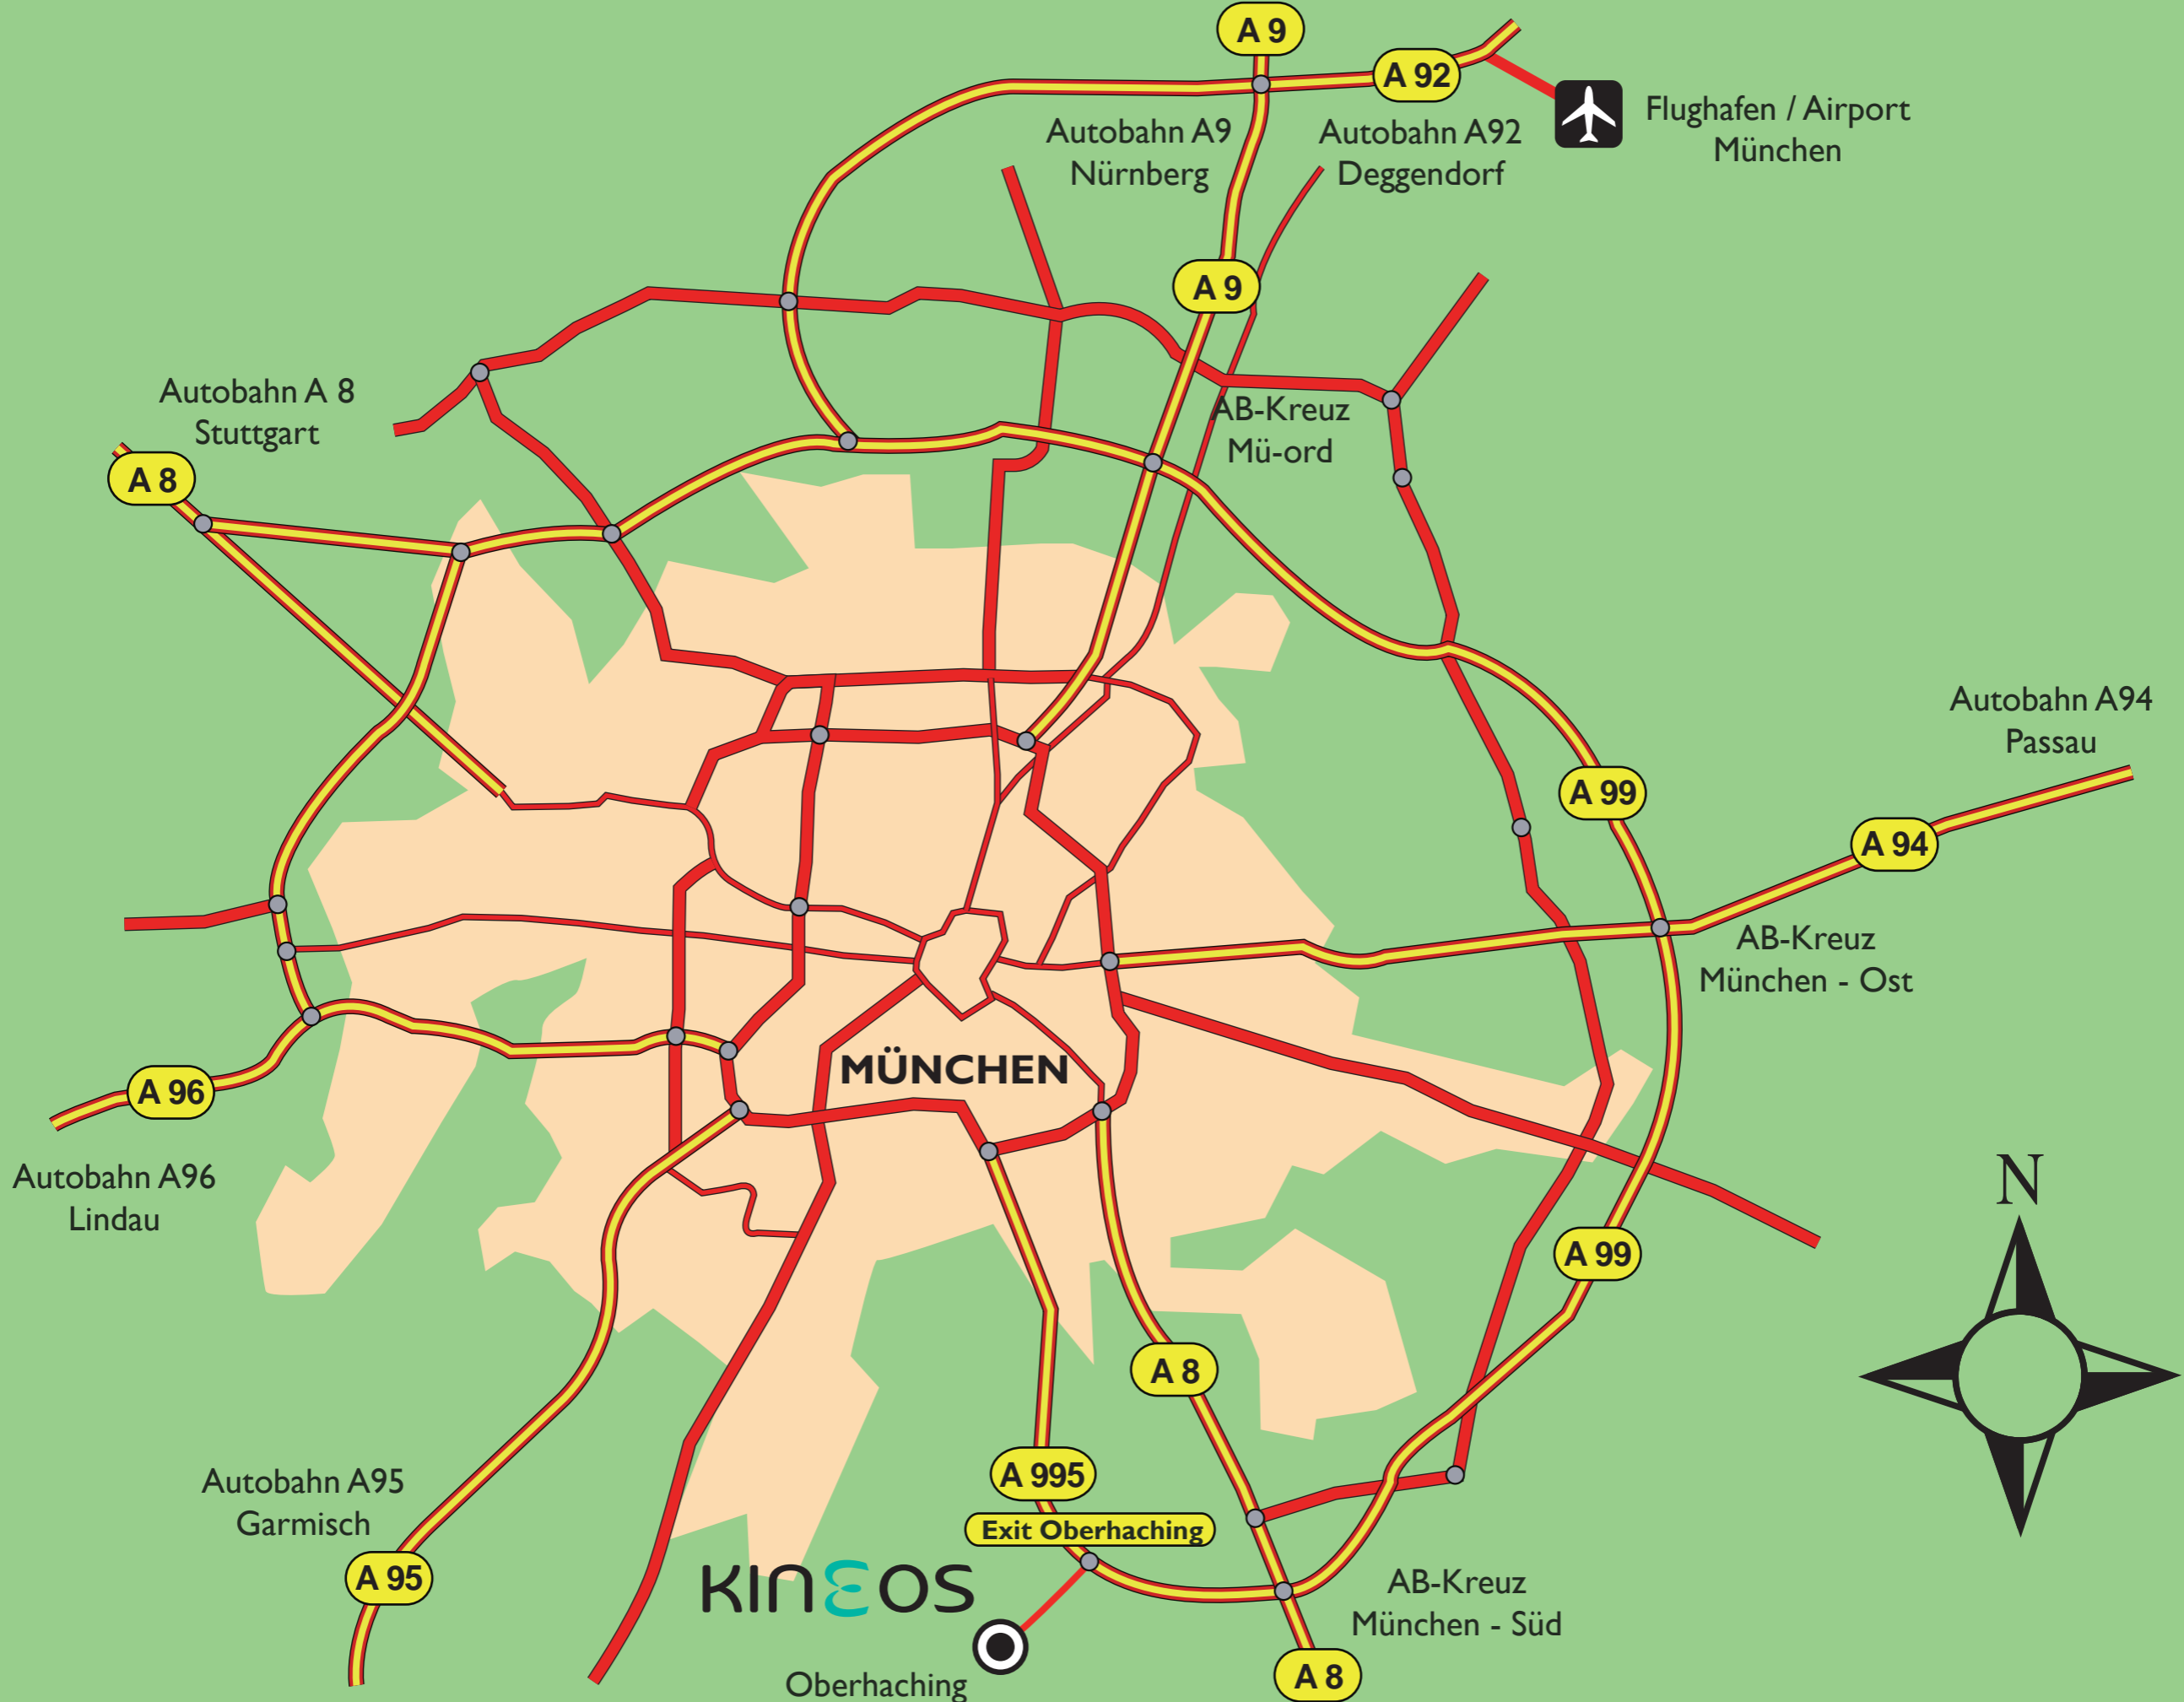 A 9
A 92
Flughafen / Airport
München
Autobahn A9
Nürnberg
Autobahn A92
Deggendorf
A 9
Autobahn A 8
Stuttgart
AB-Kreuz
Mü-ord
A 8
Autobahn A94
Passau
A 99
A 94
AB-Kreuz
München - Ost
MÜNCHEN
A 96
Autobahn A96
Lindau
N
A 99
A 8
Autobahn A95
Garmisch
A 995
Exit Oberhaching
A 95
KINEOS
AB-Kreuz
München - Süd
Oberhaching
A 8